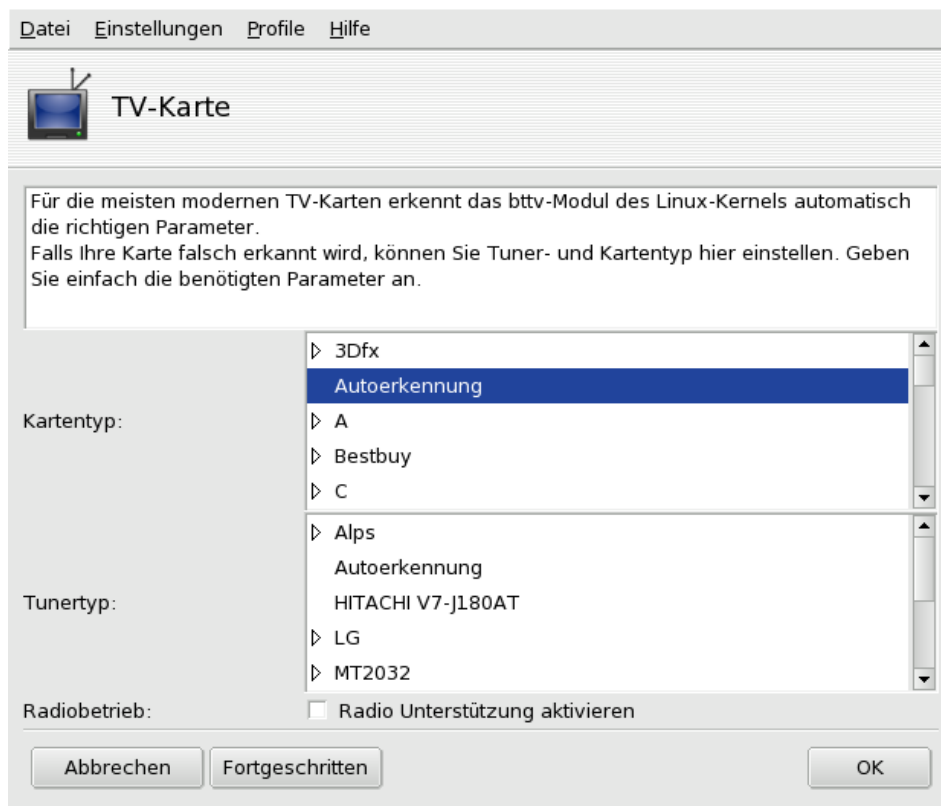 Datei Einstellungen Profile Hilfe
TV-Karte
Für die meisten modernen TV-Karten erkennt das bttv-Modul des Linux-Kernels automatisch
die richtigen Parameter.
Falls Ihre Karte falsch erkannt wird, können Sie Tuner- und Kartentyp hier einstellen. Geben
Sie einfach die benötigten Parameter an.
Kartentyp:
3Dfx
Autoerkennung
A
Bestbuy
C
Tunertyp:
Alps
Autoerkennung
HITACHI V7-J180AT
LG
MT2032
Radiobetrieb: Radio Unterstützung aktivieren
Abbrechen Fortgeschritten OK